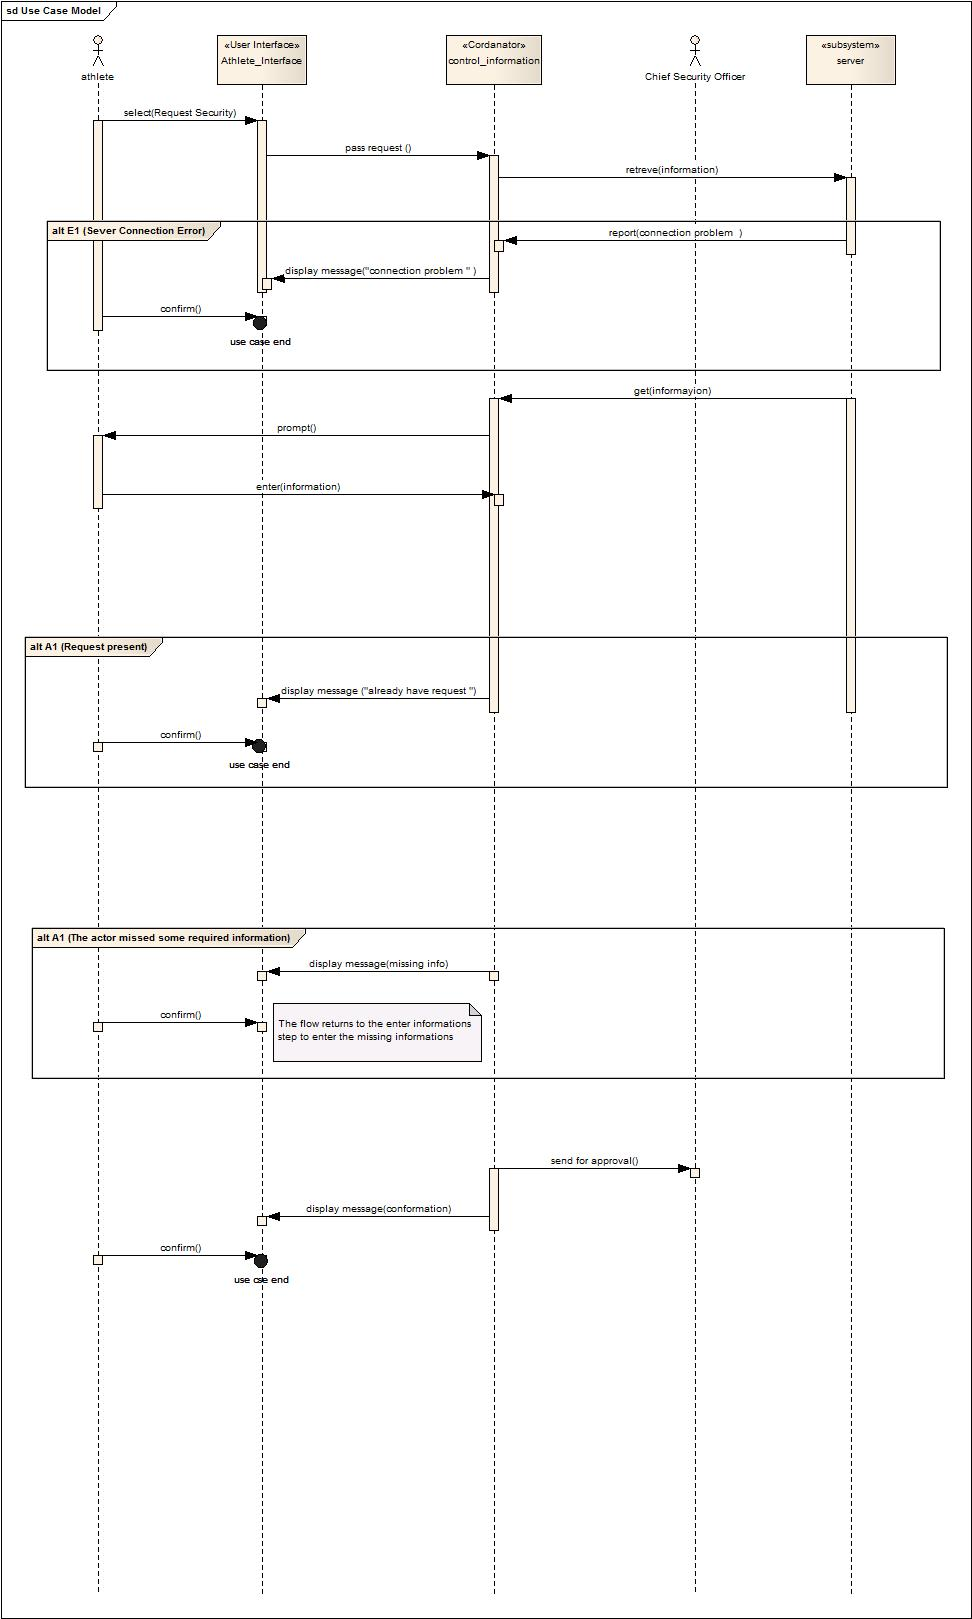 sd Use Case Model
athlete
«User Interface»
Athlete_Interface
«Cordanator»
control_information
Chief Security Officer
«subsystem»
server
select(Request Security)
pass request ()
retreve(information)
alt E1 (Sever Connection Error)
report(connection problem  )
display message("connection problem " )
confirm()
use case end
get(informayion)
prompt()
enter(information)
alt A1 (Request present)
display message ("already have request ")
confirm()
use case end
alt A1 (The actor missed some required information)
display message(missing info)
confirm()
The flow returns to the enter informations
step to enter the missing informations
send for approval()
display message(conformation)
confirm()
use cse end